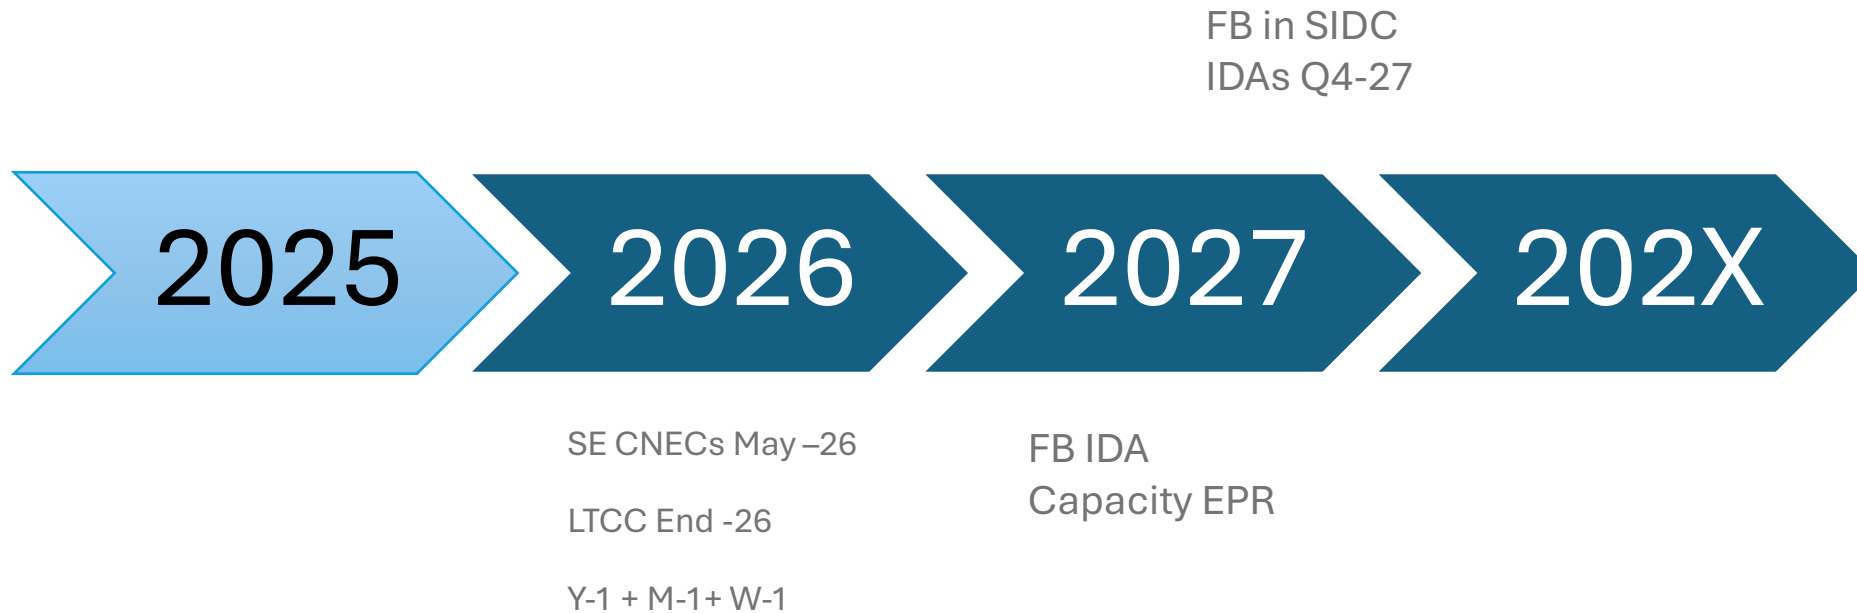 FB in SIDC
IDAs Q4-27
2025
2026
2027
202X
SE CNECs May –26
LTCC End -26
Y-1 + M-1+ W-1
FB IDA
Capacity EPR